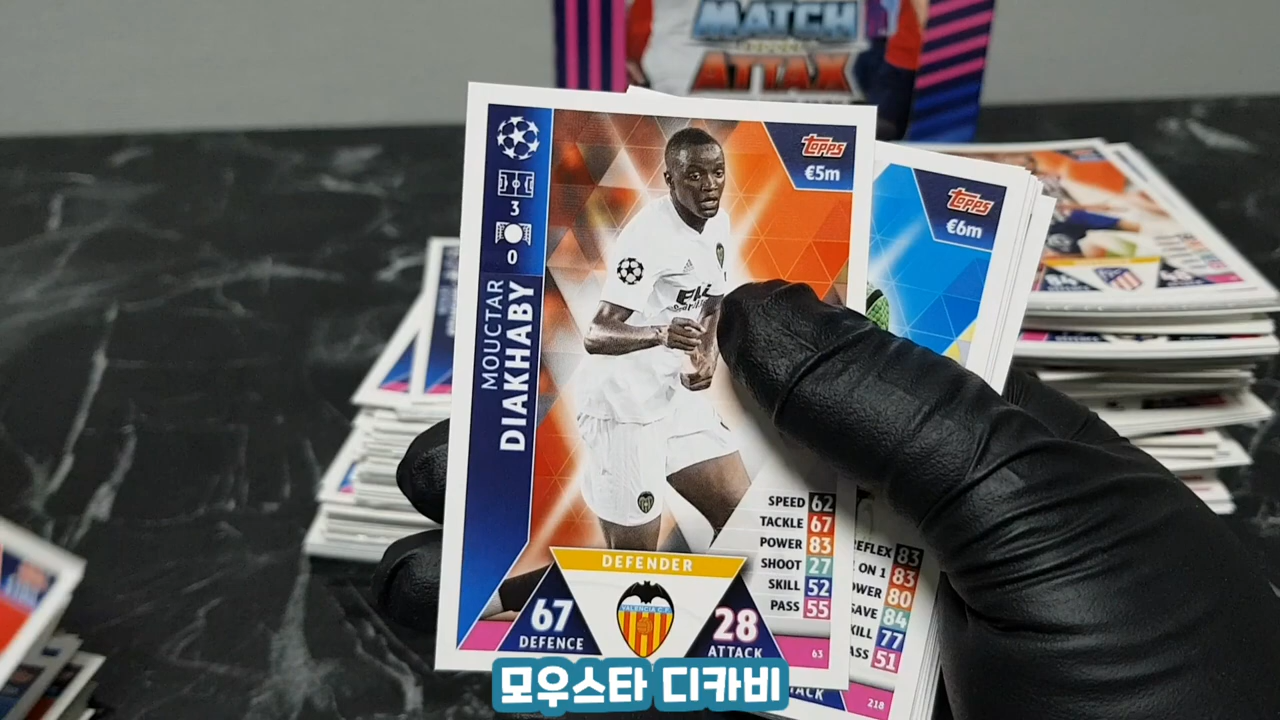 MATCH
ATTAX
topps
€5m
3
0
MOUCTAR
DIAKHABY
SPEED 62
TACKLE 67
POWER 83
SHOOT 27
SKILL 52
PASS 55
DEFENDER
VALENCIA C.F.
67
DEFENCE
28
ATTACK
63
topps
€6m
REFLEX 83
ON 1 83
OWER 80
SAVE 84
KILL 77
ASS 51
TACK
218
모우스타 디카비